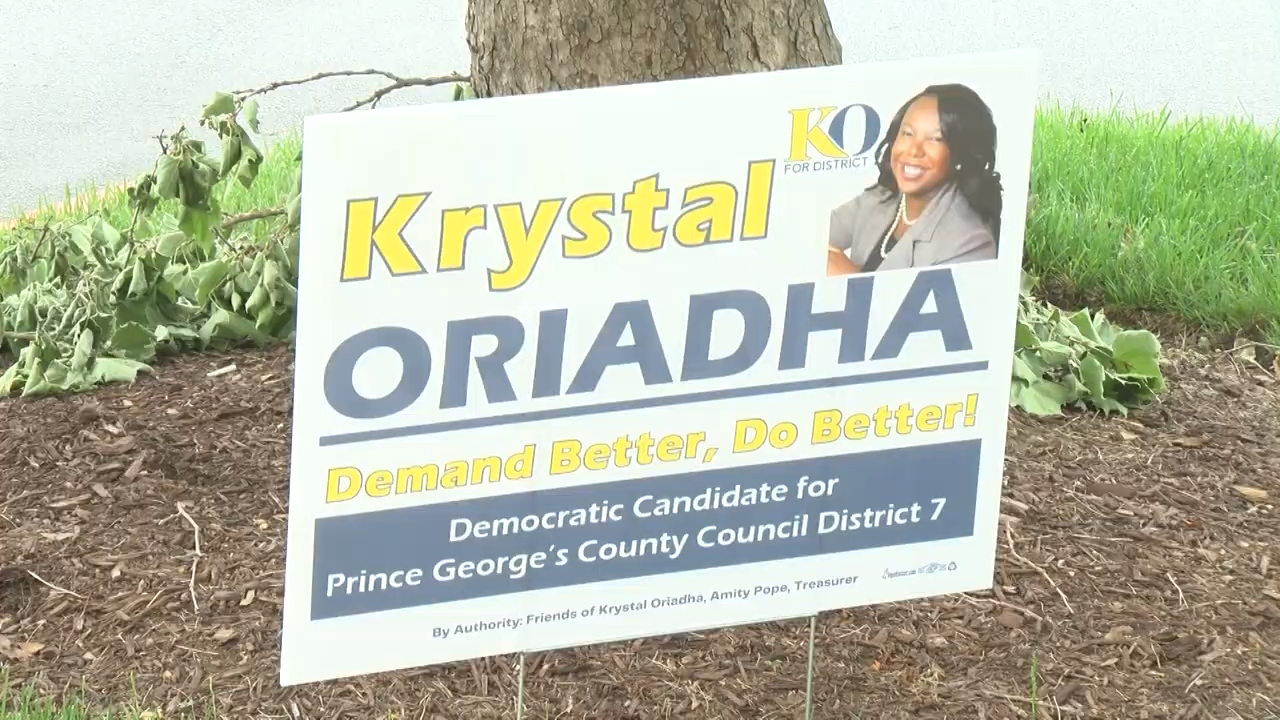 KO
FOR DISTRICT
Krystal
ORIADHA
Demand Better, Do Better!
Democratic Candidate for
Prince George's County Council District 7
By Authority: Friends of Krystal Oriadha, Amity Pope, Treasurer